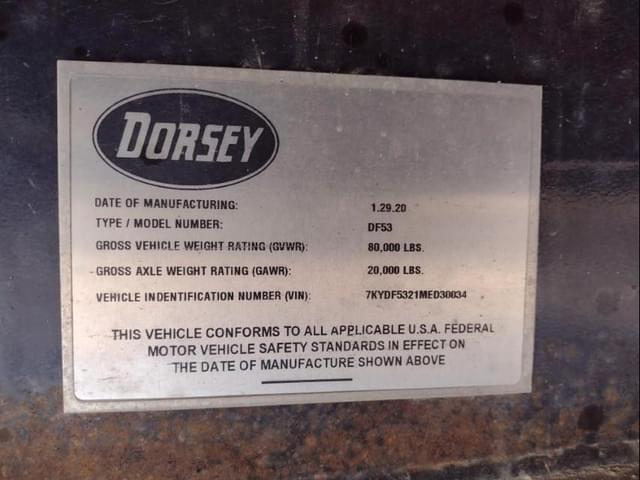 DORSEY
DATE OF MANUFACTURING: 1.29.20
TYPE / MODEL NUMBER: DF53
GROSS VEHICLE WEIGHT RATING (GVWR): 80,000 LBS.
GROSS AXLE WEIGHT RATING (GAWR): 20,000 LBS.
VEHICLE INDENTIFICATION NUMBER (VIN): 7KYDF5321MED30034
THIS VEHICLE CONFORMS TO ALL APPLICABLE U.S.A. FEDERAL
MOTOR VEHICLE SAFETY STANDARDS IN EFFECT ON
THE DATE OF MANUFACTURE SHOWN ABOVE